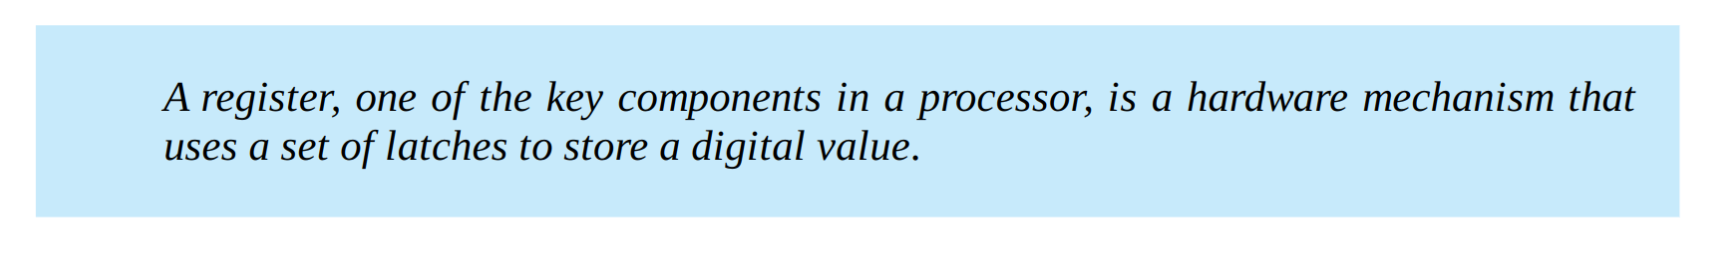 A register, one of the key components in a processor, is a hardware mechanism that
uses a set of latches to store a digital value.